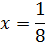 x = 1/8